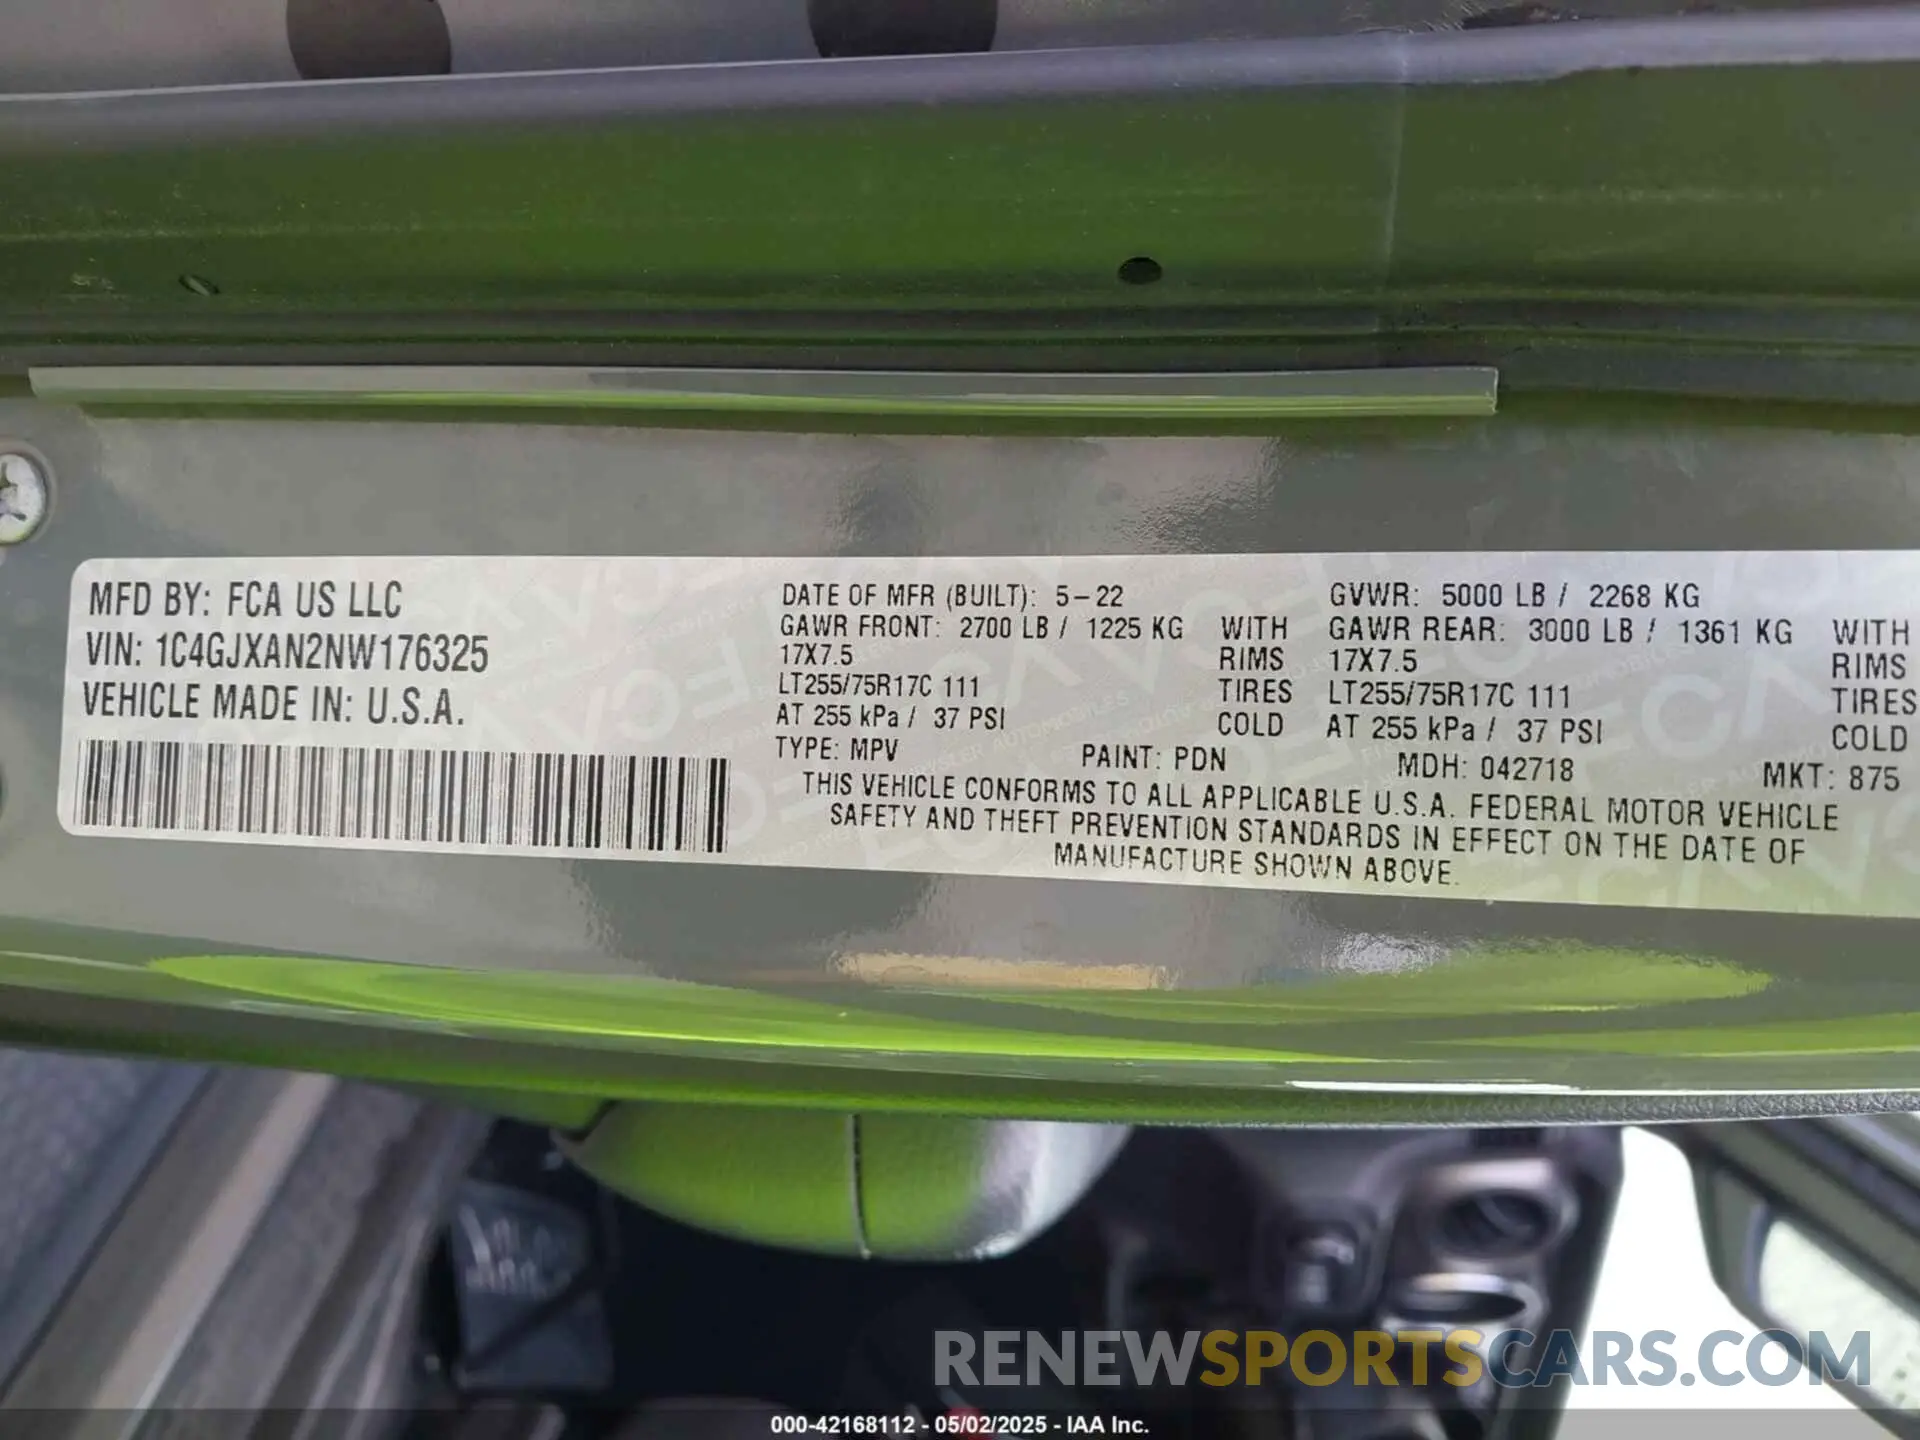 MFD BY: FCA US LLC
VIN: 1C4GJXAN2NW176325
VEHICLE MADE IN: U.S.A.
DATE OF MFR (BUILT): 5-22 GVWR: 5000 LB / 2268 KG
GAWR FRONT: 2700 LB / 1225 KG WITH GAWR REAR: 3000 LB / 1361 KG WITH
17X7.5 RIMS 17X7.5 RIMS
LT255/75R17C 111 TIRES LT255/75R17C 111 TIRES
AT 255 kPa / 37 PSI COLD AT 255 kPa / 37 PSI COLD
TYPE: MPV PAINT: PDN MDH: 042718 MKT: 875
THIS VEHICLE CONFORMS TO ALL APPLICABLE U.S.A. FEDERAL MOTOR VEHICLE
SAFETY AND THEFT PREVENTION STANDARDS IN EFFECT ON THE DATE OF
MANUFACTURE SHOWN ABOVE.
RENEWSPORTSCARS.COM
000-42168112 - 05/02/2025 - IAA Inc.